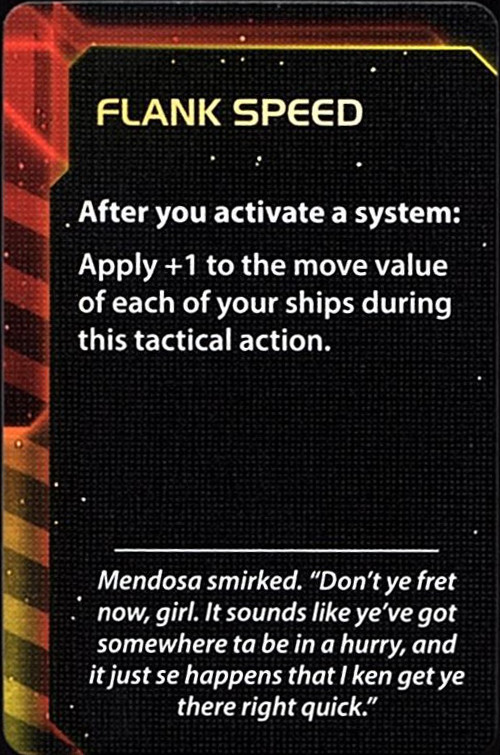 FLANK SPEED
After you activate a system:
Apply +1 to the move value
of each of your ships during
this tactical action.
Mendosa smirked. “Don’t ye fret
now, girl. It sounds like ye’ve got
somewhere ta be in a hurry, and
it just se happens that I ken get ye
there right quick.”